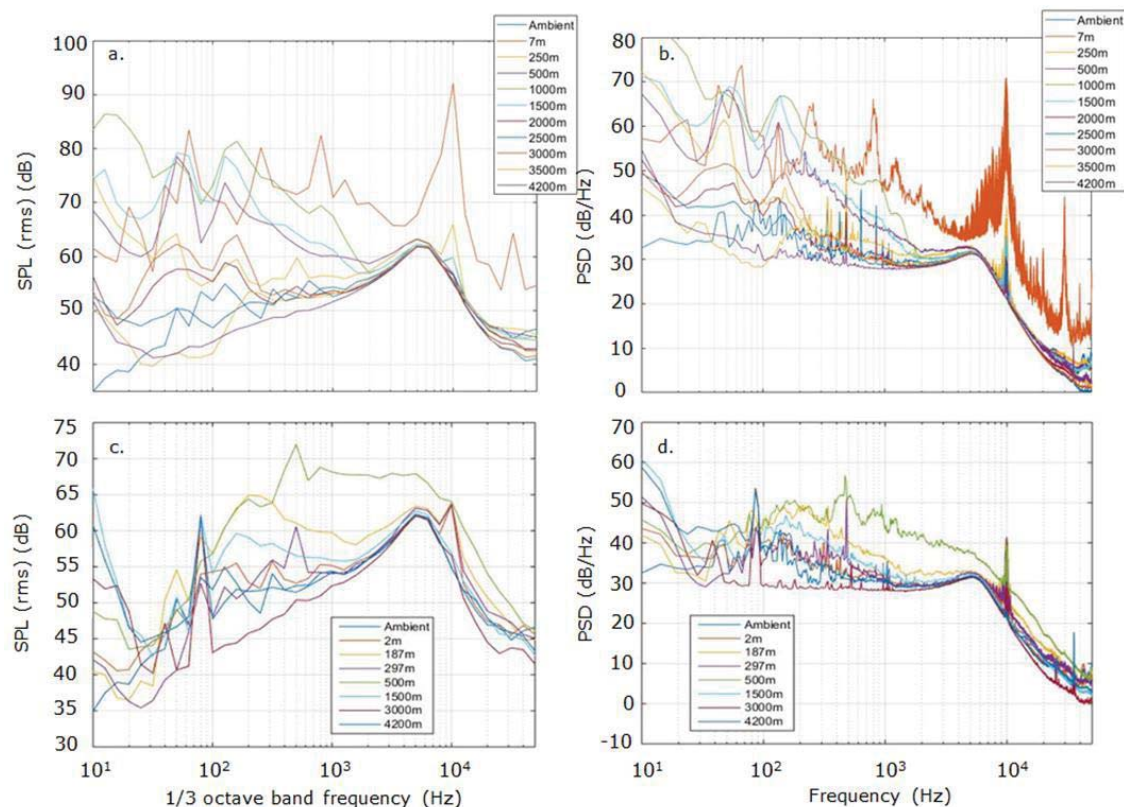 a.
SPL (rms) (dB)
100
90
80
70
60
50
40
Ambient
7m
250m
500m
1000m
1500m
2000m
2500m
3000m
3500m
4200m
b.
PSD (dB/Hz)
80
70
60
50
40
30
20
10
0
Ambient
7m
250m
500m
1000m
1500m
2000m
2500m
3000m
3500m
4200m
c.
SPL (rms) (dB)
75
70
65
60
55
50
45
40
35
30
Ambient
2m
187m
297m
500m
1500m
3000m
4200m
10¹ 10² 10³ 10⁴
1/3 octave band frequency (Hz)
d.
PSD (dB/Hz)
60
50
40
30
20
10
0
-10
Ambient
2m
187m
297m
500m
1500m
3000m
4200m
10¹ 10² 10³ 10⁴
Frequency (Hz)